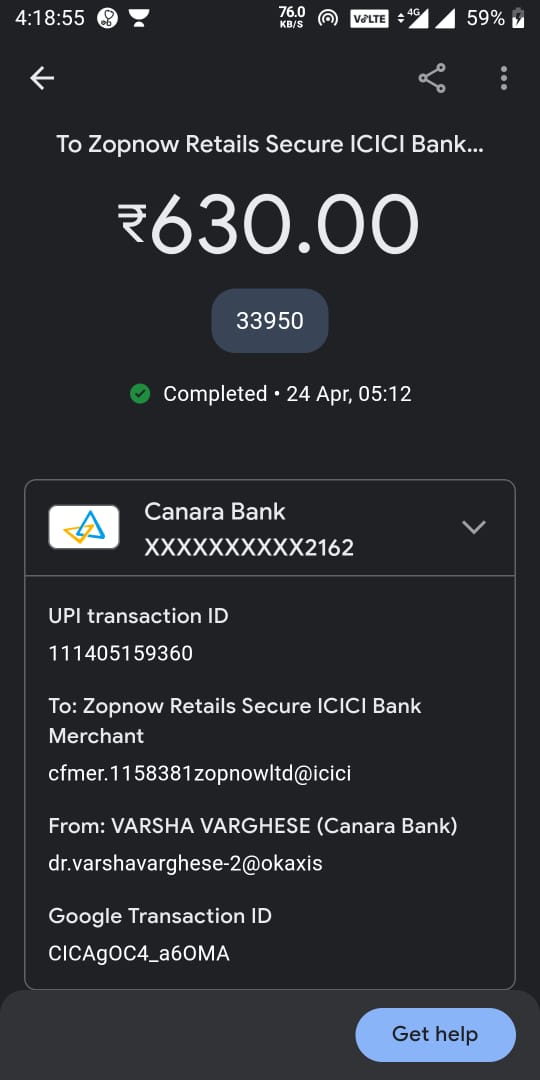 4:18:55 76.0 KB/S VoLTE 4G 59%
To Zopnow Retails Secure ICICI Bank...
₹630.00
33950
Completed • 24 Apr, 05:12
Canara Bank
XXXXXXXXXX2162
UPI transaction ID
111405159360
To: Zopnow Retails Secure ICICI Bank
Merchant
cfmer.1158381zopnowltd@icici
From: VARSHA VARGHESE (Canara Bank)
dr.varshavarghese-2@okaxis
Google Transaction ID
CICAgOC4_a6OMA
Get help